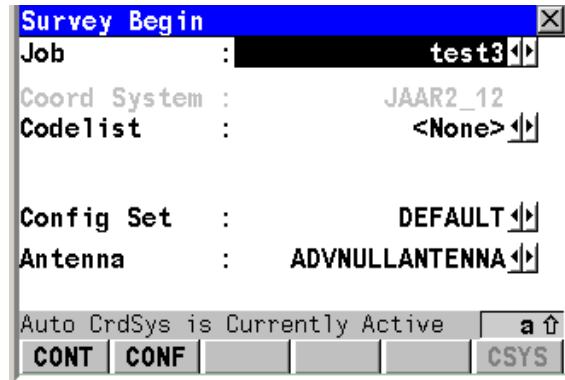 Survey Begin
Job : test3
Coord System : JAAR2_12
Codelist : <None>
Config Set : DEFAULT
Antenna : ADVNULLANTENNA
Auto CrdSys is Currently Active a
CONT CONF CSYS